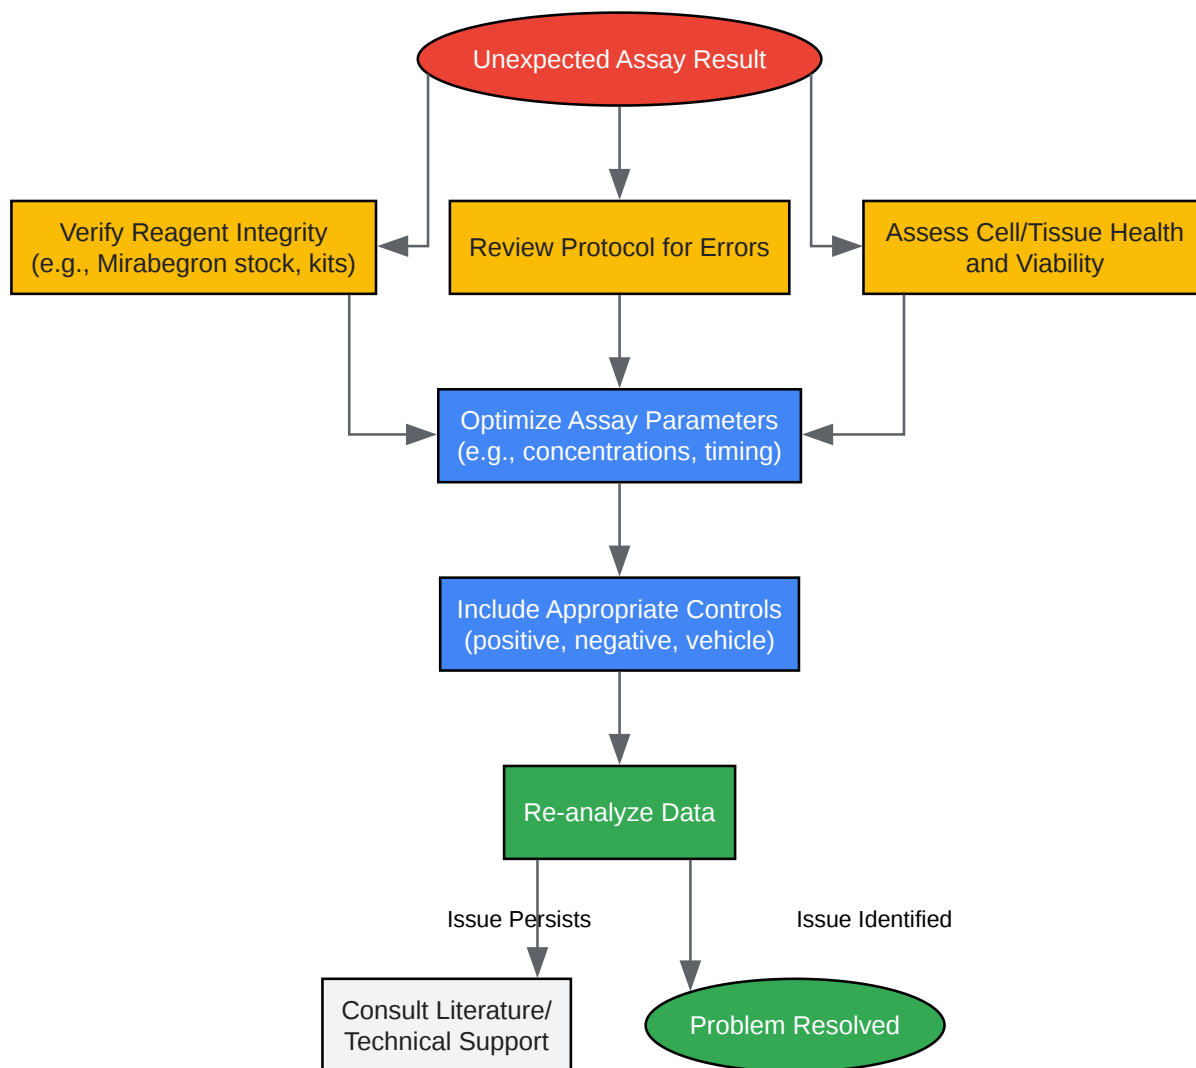 Unexpected Assay Result
Verify Reagent Integrity
(e.g., Mirabegron stock, kits)
Review Protocol for Errors
Assess Cell/Tissue Health
and Viability
Optimize Assay Parameters
(e.g., concentrations, timing)
Include Appropriate Controls
(positive, negative, vehicle)
Re-analyze Data
Issue Persists
Issue Identified
Consult Literature/
Technical Support
Problem Resolved